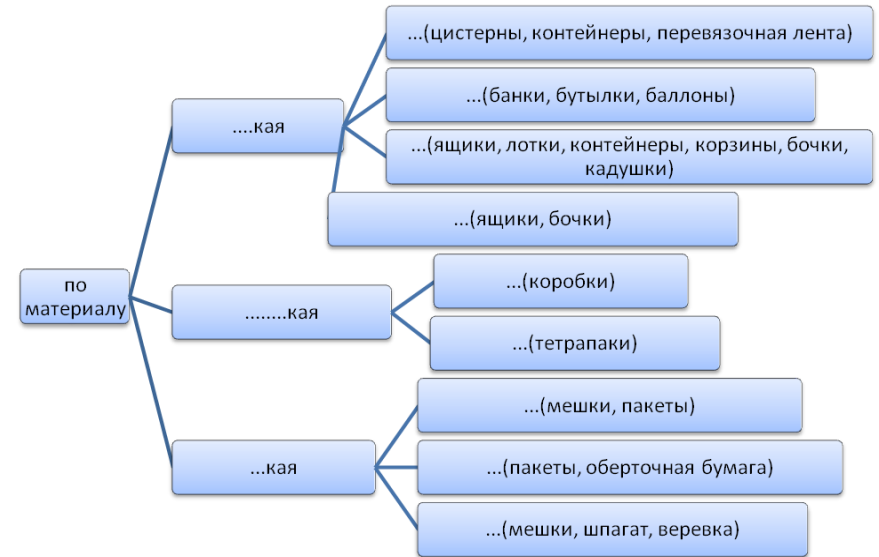 по
материалу
....кая
...(цистерны, контейнеры, перевязочная лента)
...(банки, бутылки, баллоны)
...(ящики, лотки, контейнеры, корзины, бочки,
кадушки)
...(ящики, бочки)
........кая
...(коробки)
...(тетрапаки)
...кая
...(мешки, пакеты)
...(пакеты, оберточная бумага)
...(мешки, шпагат, веревка)